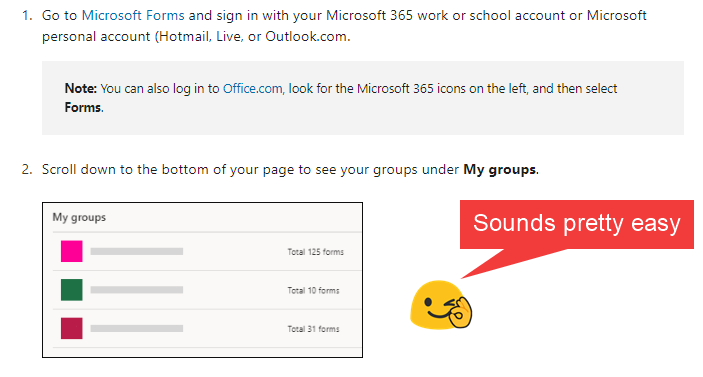 1. Go to Microsoft Forms and sign in with your Microsoft 365 work or school account or Microsoft
personal account (Hotmail, Live, or Outlook.com.
Note: You can also log in to Office.com, look for the Microsoft 365 icons on the left, and then select
Forms.
2. Scroll down to the bottom of your page to see your groups under My groups.
My groups
Total 125 forms
Total 10 forms
Total 31 forms
Sounds pretty easy